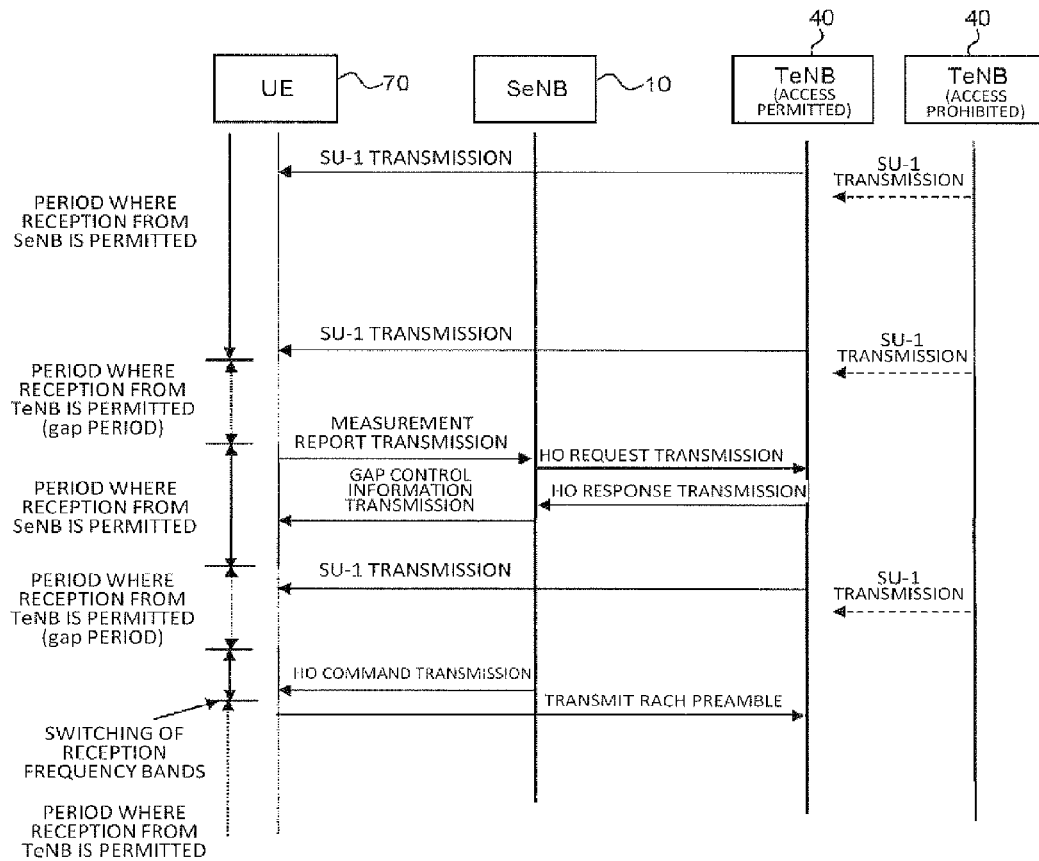 40
40
UE
70
SeNB
10
TeNB
(ACCESS
PERMITTED)
TeNB
(ACCESS
PROHIBITED)
SU-1 TRANSMISSION
SU-1
TRANSMISSION
PERIOD WHERE
RECEPTION FROM
SeNB IS PERMITTED
SU-1 TRANSMISSION
SU-1
TRANSMISSION
PERIOD WHERE
RECEPTION FROM
TeNB IS PERMITTED
(gap PERIOD)
MEASUREMENT
REPORT TRANSMISSION
HO REQUEST TRANSMISSION
GAP CONTROL
INFORMATION
TRANSMISSION
HO RESPONSE TRANSMISSION
PERIOD WHERE
RECEPTION FROM
SeNB IS PERMITTED
SU-1 TRANSMISSION
SU-1
TRANSMISSION
PERIOD WHERE
RECEPTION FROM
TeNB IS PERMITTED
(gap PERIOD)
HO COMMAND TRANSMISSION
TRANSMIT RACH PREAMBLE
SWITCHING OF
RECEPTION
FREQUENCY BANDS
PERIOD WHERE
RECEPTION FROM
TeNB IS PERMITTED